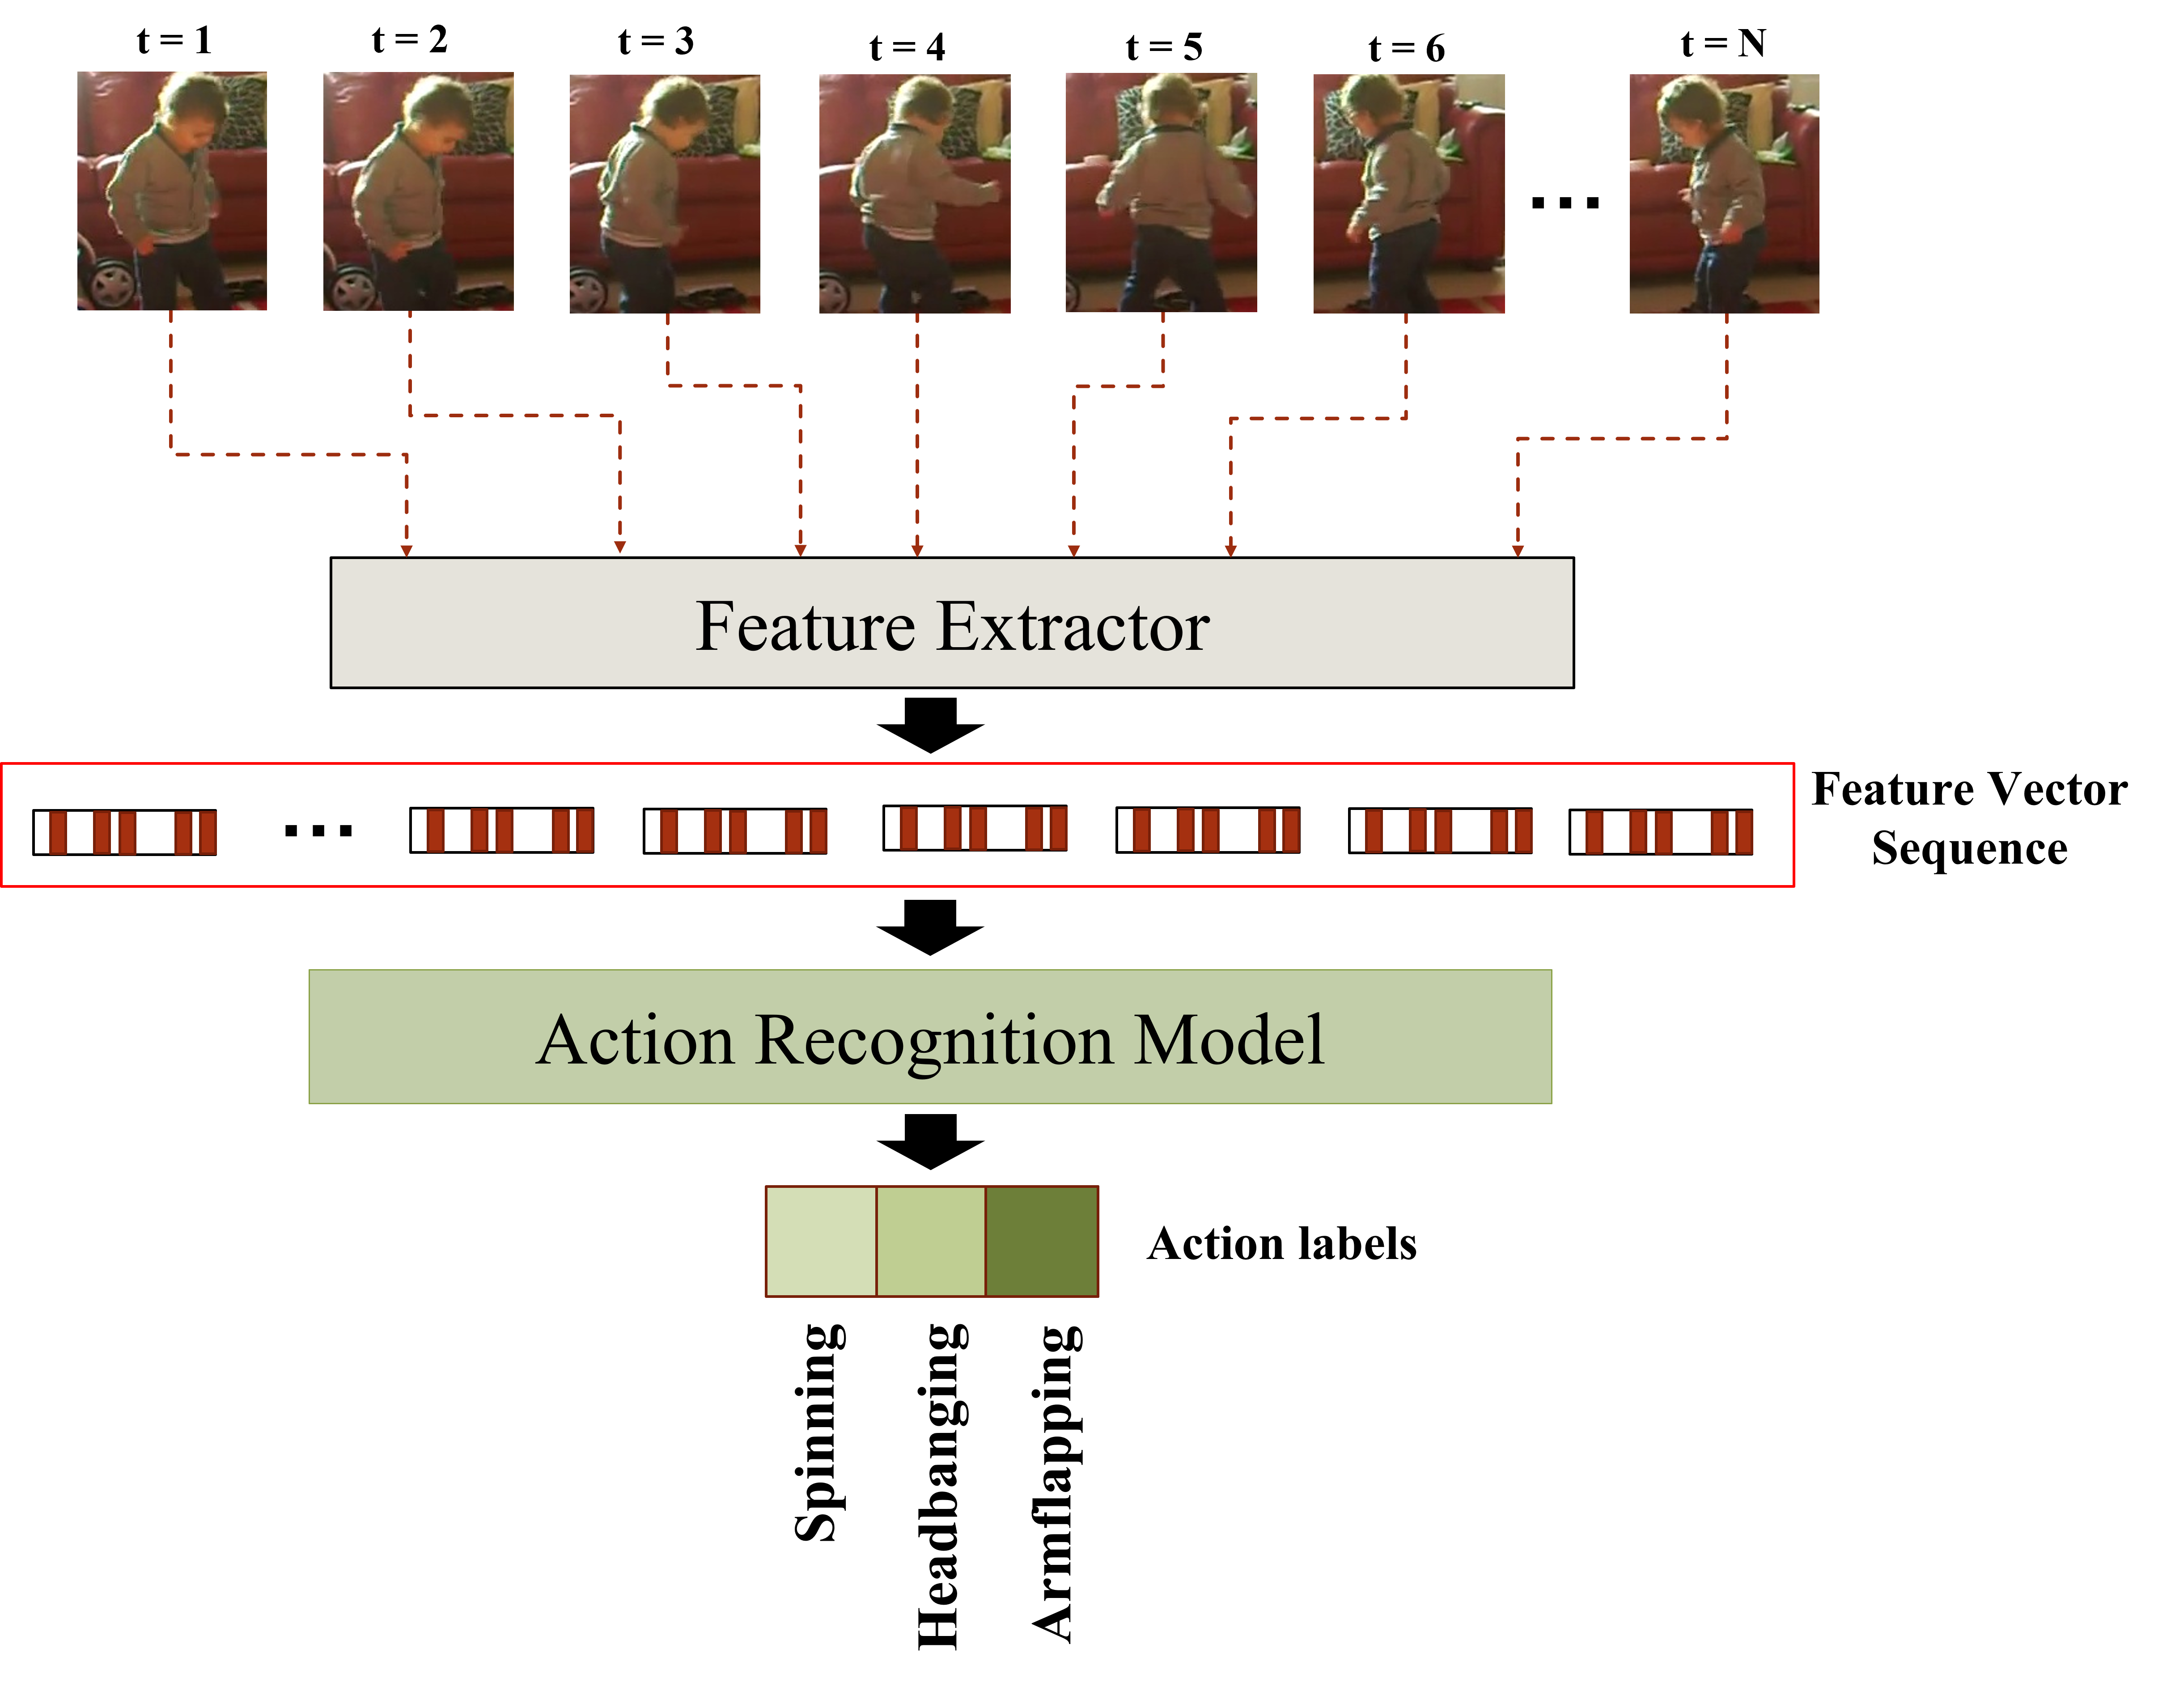 t = 1
t = 2
t = 3
t = 4
t = 5
t = 6
t = N
...
Feature Extractor
...
Feature Vector
Sequence
Action Recognition Model
Action labels
Spinning
Headbanging
Armflapping